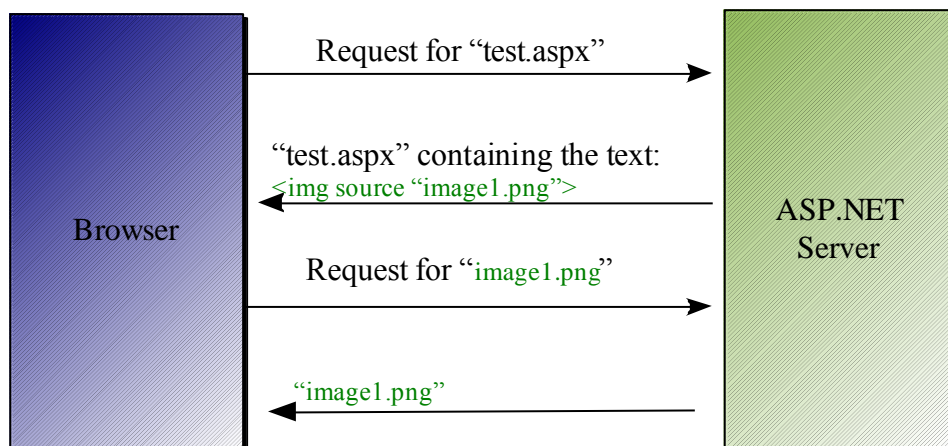 Request for “test.aspx”
“test.aspx” containing the text:
<img source “image1.png”>
Browser
ASP.NET
Server
Request for “image1.png”
“image1.png”